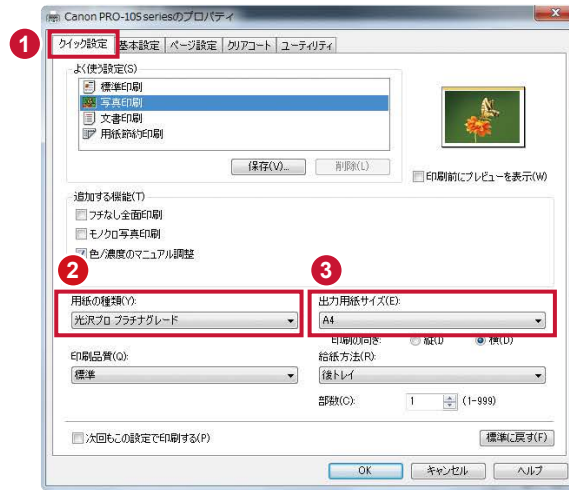 Canon PRO-10S seriesのプロパティ
1
クイック設定 基本設定 ページ設定 クリアコート ユーティリティ
よく使う設定(S)
標準印刷
写真印刷
文書印刷
用紙節約印刷
保存(V)... 削除(L)
印刷前にプレビューを表示(W)
追加する機能(T)
フチなし全面印刷
モノクロ写真印刷
色/濃度のマニュアル調整
2 3
用紙の種類(Y): 出力用紙サイズ(E):
光沢プロ プラチナグレード A4
印刷の向き: 縦(I) 横(D)
印刷品質(Q): 給紙方法(R):
標準 後トレイ
部数(C): 1 (1-999)
次回もこの設定で印刷する(P) 標準に戻す(F)
OK キャンセル ヘルプ